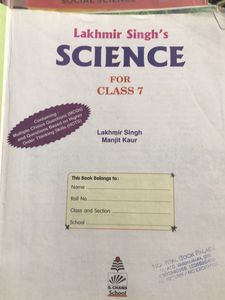 SOCIAL SCIENCE
Lakhmir Singh's
SCIENCE
FOR
CLASS 7
Containing
Multiple Choice Questions (MCQs)
and Questions Based on Higher
Order Thinking Skills (HOTS)
Lakhmir Singh
Manjit Kaur
This Book Belongs to:
Name
Roll No.
Class and Section
School
BOOK PALACE
S. CHAND
School